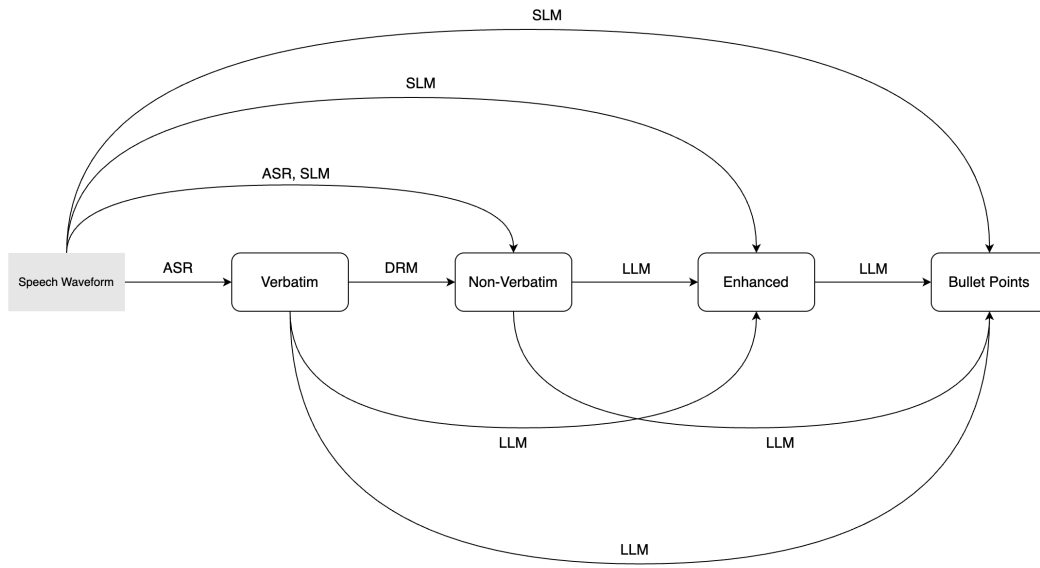 SLM
SLM
ASR, SLM
Speech Waveform
ASR
Verbatim
DRM
Non-Verbatim
LLM
Enhanced
LLM
Bullet Points
LLM
LLM
LLM